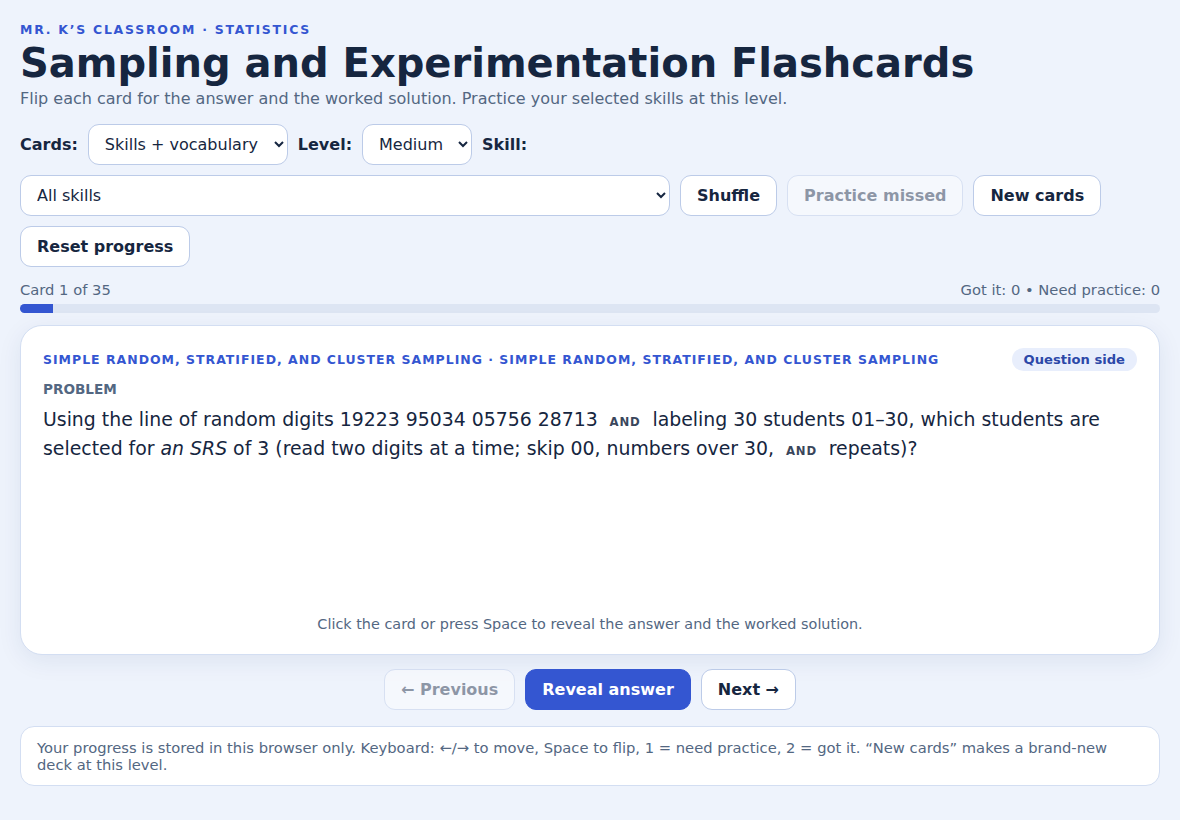 MR. K’S CLASSROOM · STATISTICS
Sampling and Experimentation Flashcards
Flip each card for the answer and the worked solution. Practice your selected skills at this level.
Cards: Skills + vocabulary Level: Medium Skill:
All skills Shuffle Practice missed New cards
Reset progress
Card 1 of 35 Got it: 0 • Need practice: 0
SIMPLE RANDOM, STRATIFIED, AND CLUSTER SAMPLING · SIMPLE RANDOM, STRATIFIED, AND CLUSTER SAMPLING Question side
PROBLEM
Using the line of random digits 19223 95034 05756 28713 AND labeling 30 students 01–30, which students are
selected for an SRS of 3 (read two digits at a time; skip 00, numbers over 30, AND repeats)?
Click the card or press Space to reveal the answer and the worked solution.
← Previous Reveal answer Next →
Your progress is stored in this browser only. Keyboard: ←/→ to move, Space to flip, 1 = need practice, 2 = got it. “New cards” makes a brand-new
deck at this level.